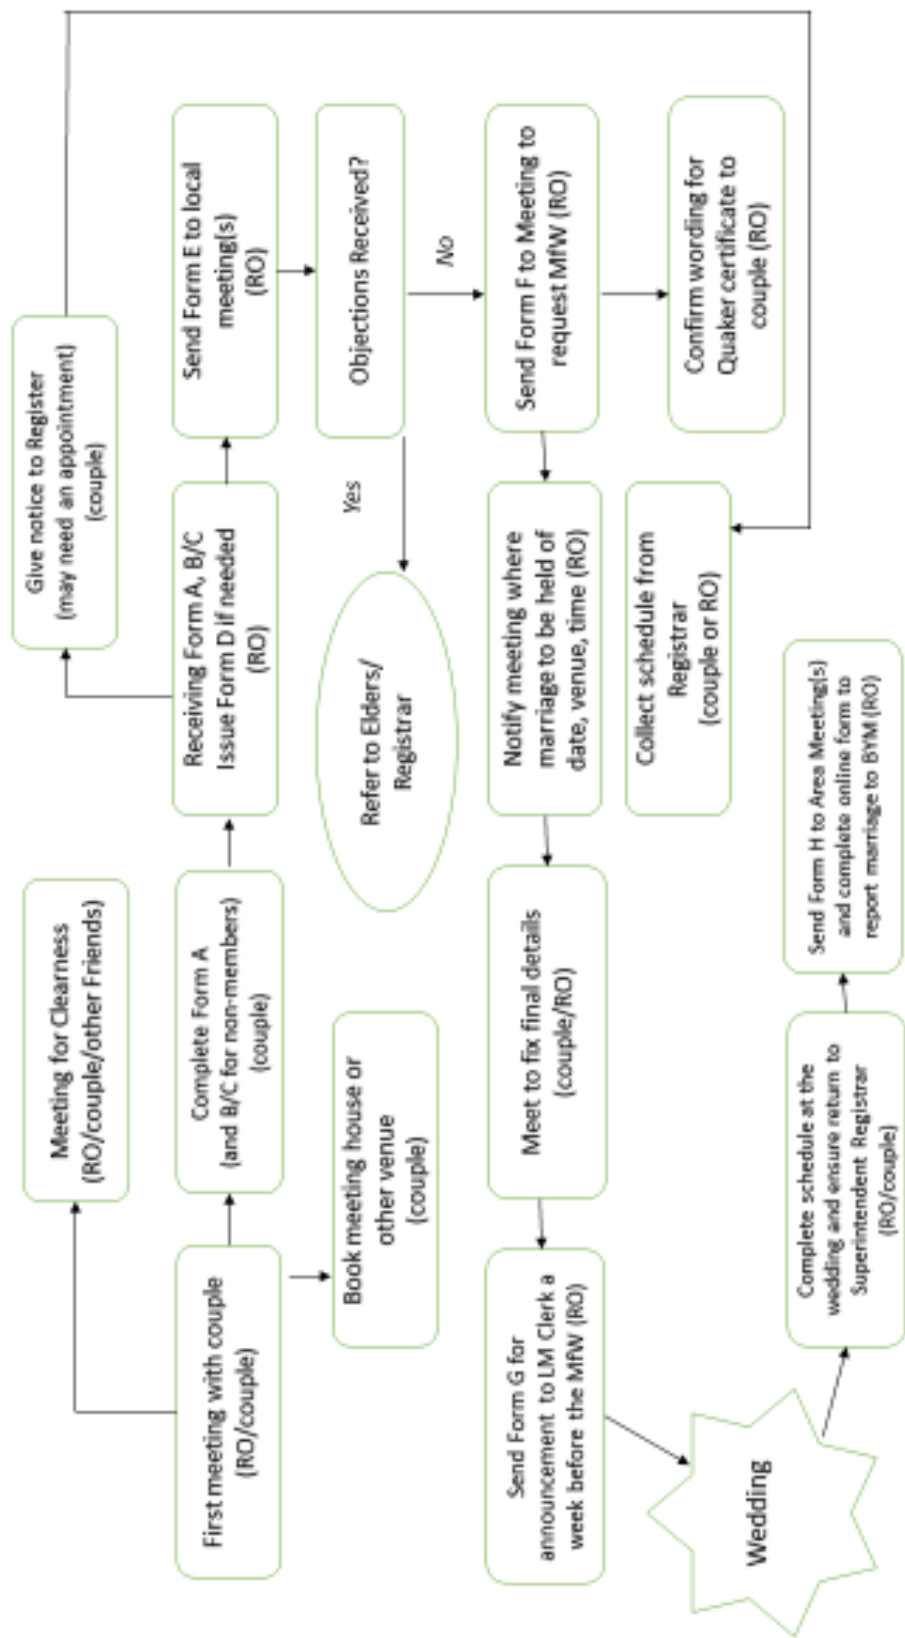 Meeting for Clearness
(RO/couple/other Friends)
Give notice to Register
(may need an appointment)
(couple)
First meeting with couple
(RO/couple)
Complete Form A
(and B/C for non-members)
(couple)
Receiving Form A, B/C
Issue Form D if needed
(RO)
Send Form E to local
meeting(s)
(RO)
Book meeting house or
other venue
(couple)
Refer to Elders/
Registrar
Yes
Objections Received?
No
Send Form G for
announcement to LM Clerk a
week before the MfW (RO)
Meet to fix final details
(couple/RO)
Notify meeting where
marriage to be held of
date, venue, time (RO)
Send Form F to Meeting to
request MfW (RO)
Collect schedule from
Registrar
(couple or RO)
Confirm wording for
Quaker certificate to
couple (RO)
Wedding
Complete schedule at the
wedding and ensure return to
Superintendent Registrar
(RO/couple)
Send Form H to Area Meeting(s)
and complete online form to
report marriage to BYM (RO)